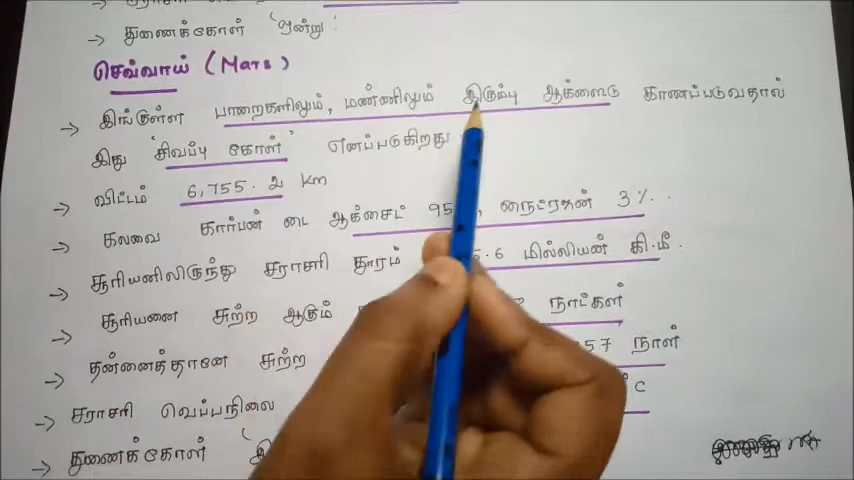 → துணைக்கோள் 'ஒன்று'
செவ்வாய் (Mars)
→ இங்குள்ள பாறைகளிலும், மண்ணிலும் இரும்பு ஆக்ஸைடு காணப்படுவதால்
இது 'சிவப்பு கோள்' எனப்படுகிறது
→ விட்டம் 6,755.2 km
→ கலவை கார்பன் டை ஆக்சைட் 95 நைட்ரஜன் 3%.
→ சூரியனிலிருந்து சராசரி தூரம் .6 மில்லியன் கி.மீ.
→ சூரியனை சுற்ற ஆகும் நாட்கள்
→ தன்னைத்தானே சுற்ற 57 நாள்
→ சராசரி வெப்பநிலை °C
→ துணைக்கோள்